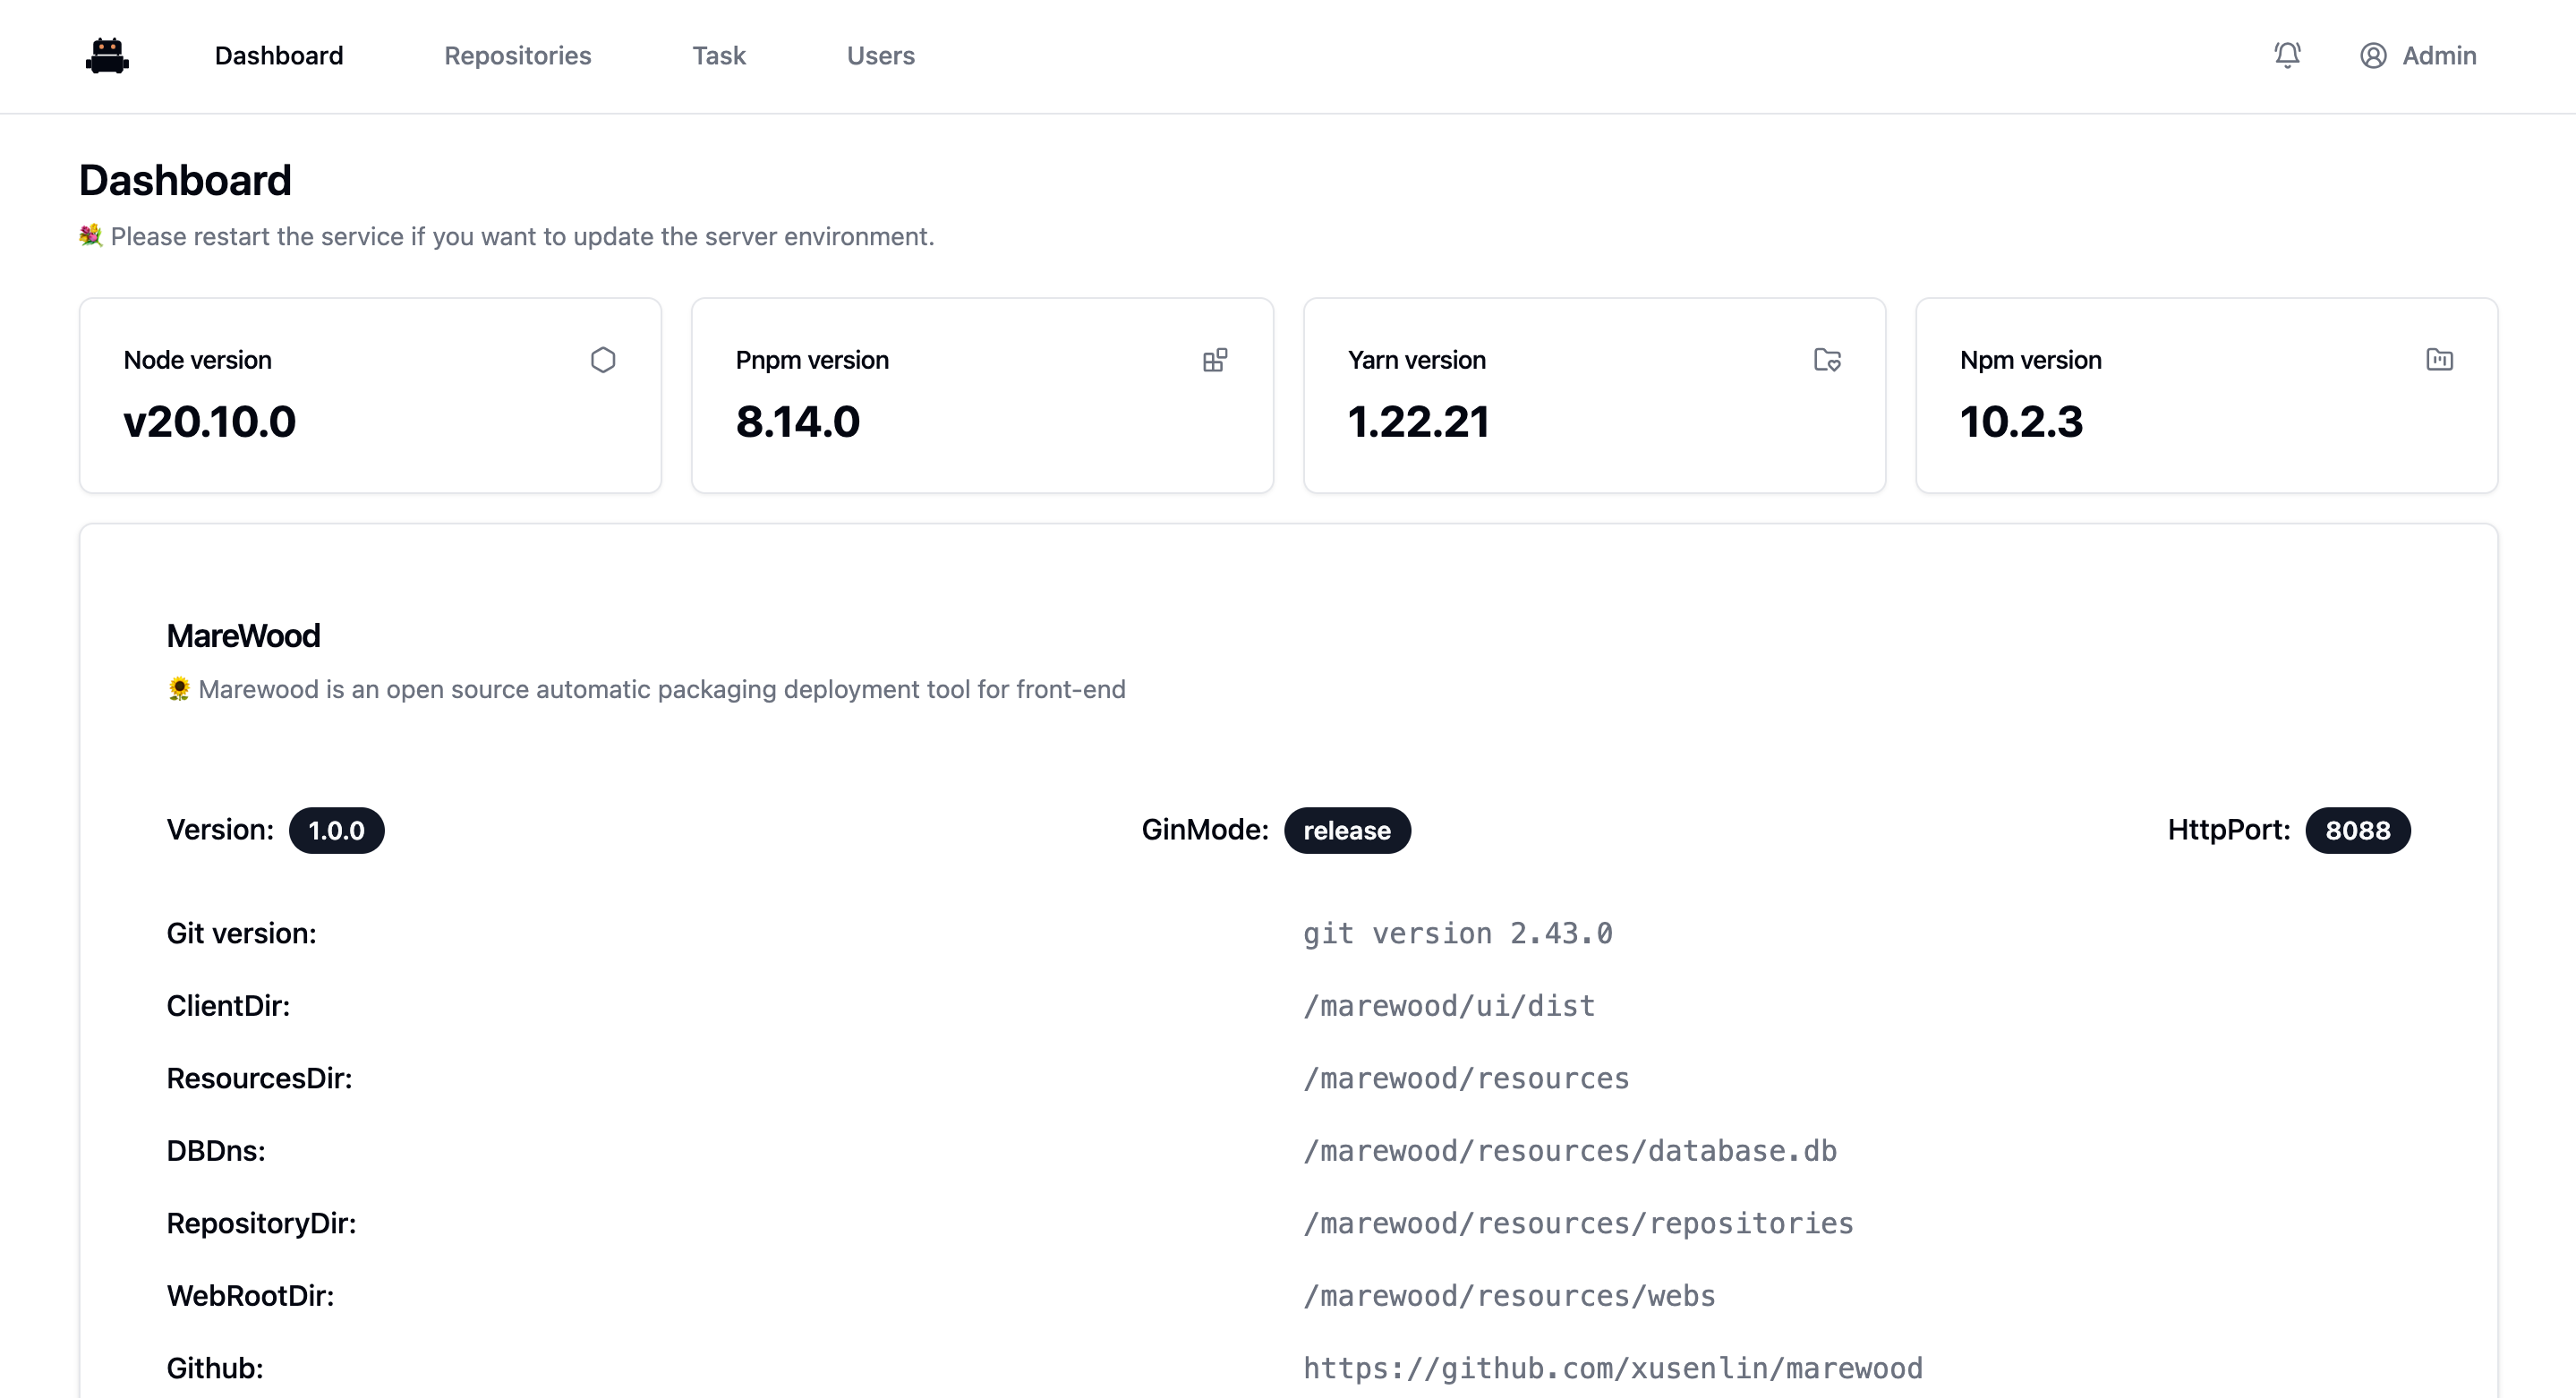 Dashboard Repositories Task Users Admin
Dashboard
💐 Please restart the service if you want to update the server environment.
Node version
v20.10.0
Pnpm version
8.14.0
Yarn version
1.22.21
Npm version
10.2.3
MareWood
🌻 Marewood is an open source automatic packaging deployment tool for front-end
Version: 1.0.0 GinMode: release HttpPort: 8088
Git version: git version 2.43.0
ClientDir: /marewood/ui/dist
ResourcesDir: /marewood/resources
DBDns: /marewood/resources/database.db
RepositoryDir: /marewood/resources/repositories
WebRootDir: /marewood/resources/webs
Github: https://github.com/xusenlin/marewood